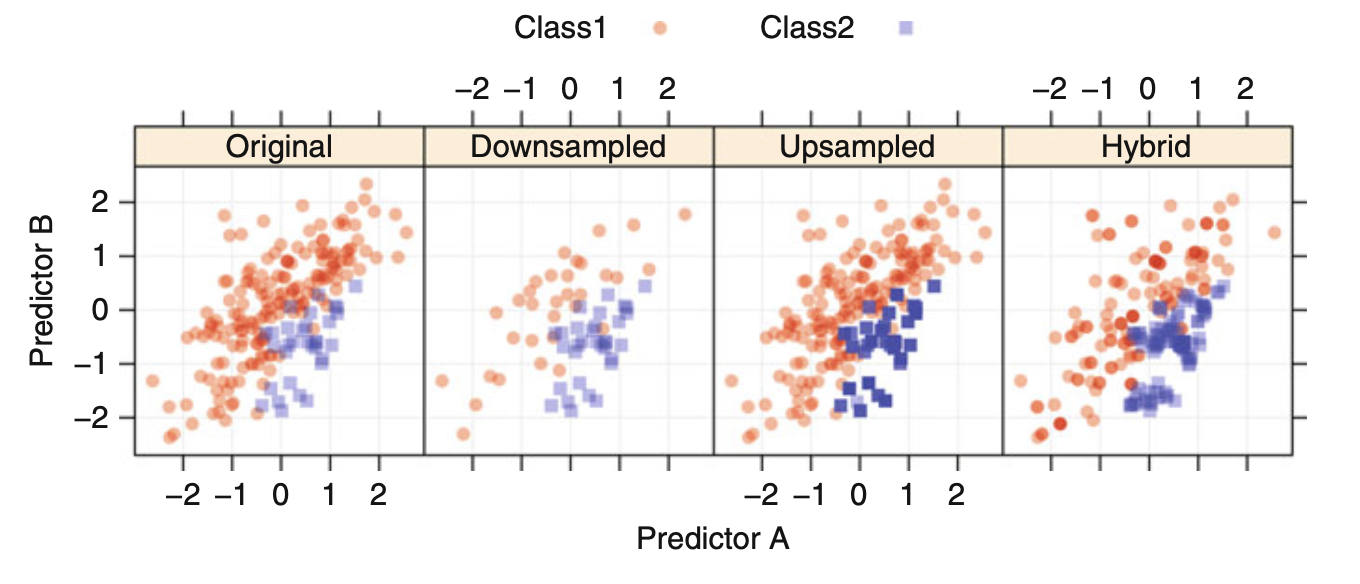 Class1 Class2
−2 −1 0 1 2 −2 −1 0 1 2
Original Downsampled Upsampled Hybrid
Predictor B
2
1
0
−1
−2
−2 −1 0 1 2 −2 −1 0 1 2
Predictor A